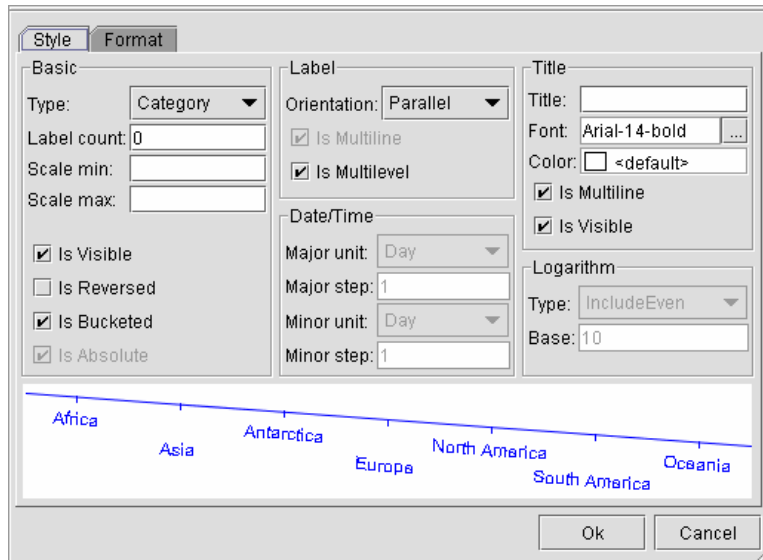 Style Format
Basic
Type: Category
Label count: 0
Scale min:
Scale max:
Is Visible
Is Reversed
Is Bucketed
Is Absolute
Label
Orientation: Parallel
Is Multiline
Is Multilevel
Date/Time
Major unit: Day
Major step: 1
Minor unit: Day
Minor step: 1
Title
Title:
Font: Arial-14-bold ...
Color: <default>
Is Multiline
Is Visible
Logarithm
Type: IncludeEven
Base: 10
Africa
Asia
Antarctica
Europa
North America
South America
Oceania
Ok Cancel